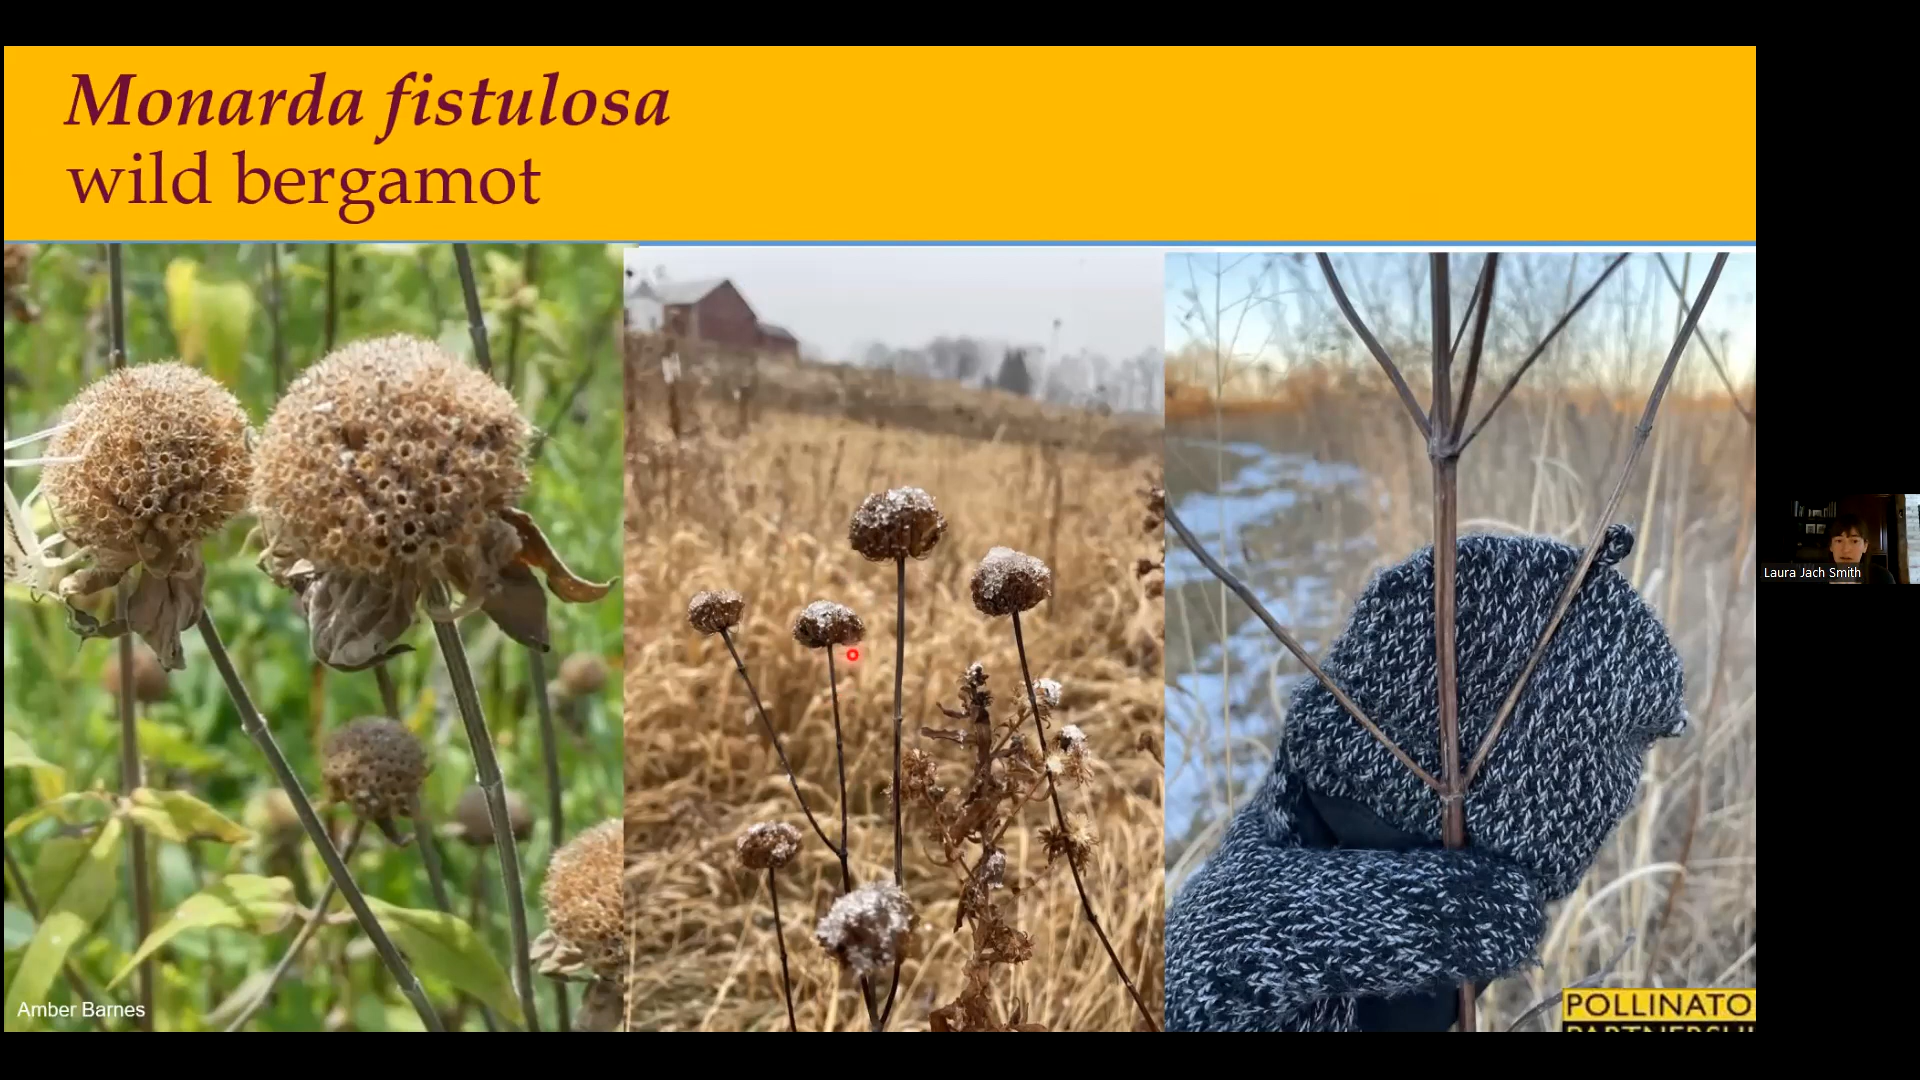 Monarda fistulosa
wild bergamot
Laura Jach Smith
Amber Barnes
POLLINATO